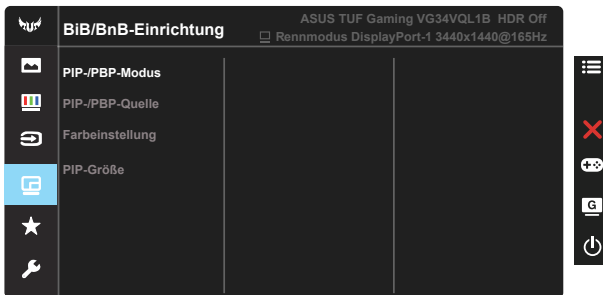 BiB/BnB-Einrichtung
ASUS TUF Gaming VG34VQL1B HDR Off
Rennmodus DisplayPort-1 3440x1440@165Hz
PIP-/PBP-Modus
PIP-/PBP-Quelle
Farbeinstellung
PIP-Größe
G